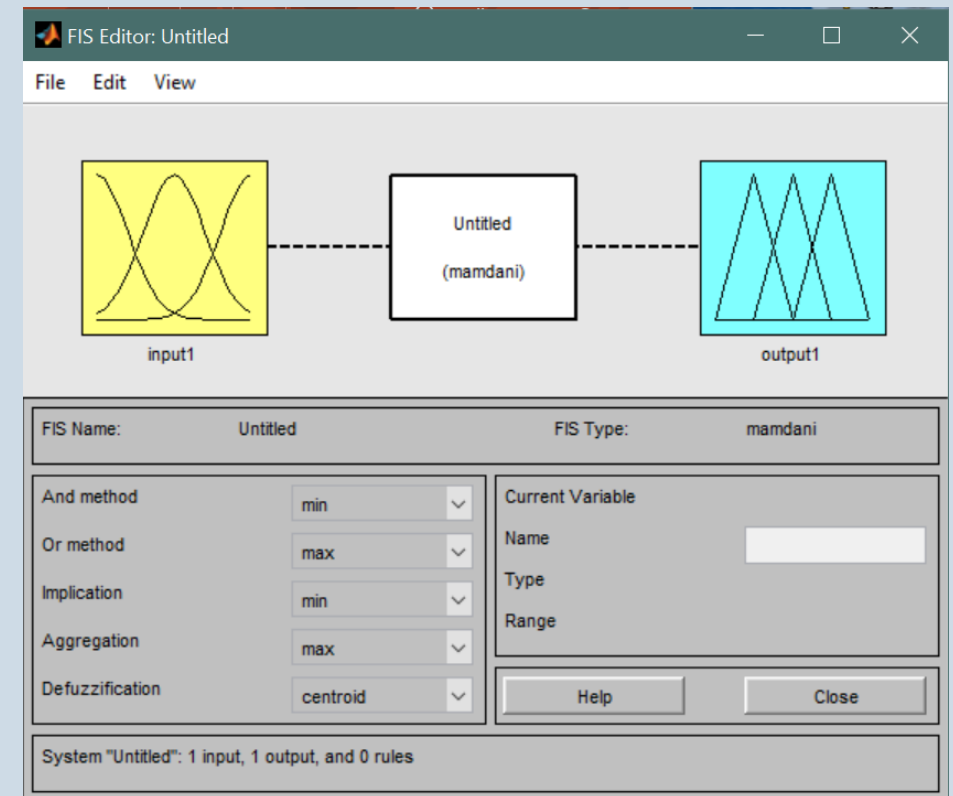 FIS Editor: Untitled
File Edit View
Untitled
(mamdani)
input1
output1
FIS Name: Untitled FIS Type: mamdani
And method min
Or method max
Implication min
Aggregation max
Defuzzification centroid
Current Variable
Name
Type
Range
Help Close
System "Untitled": 1 input, 1 output, and 0 rules